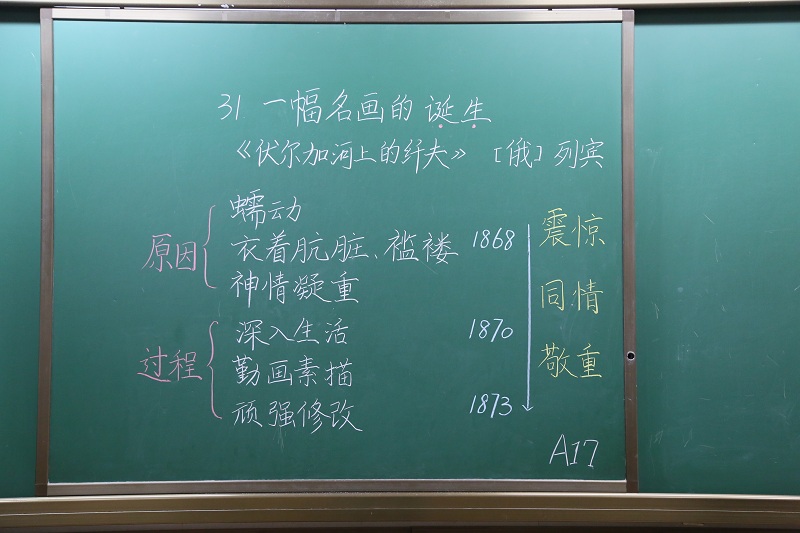 31 一幅名画的诞生
《伏尔加河上的纤夫》 [俄] 列宾
原因
蠕动
衣着肮脏、褴褛
神情凝重
过程
深入生活
勤画素描
顽强修改
1868
1870
1873
震惊
同情
敬重
A17